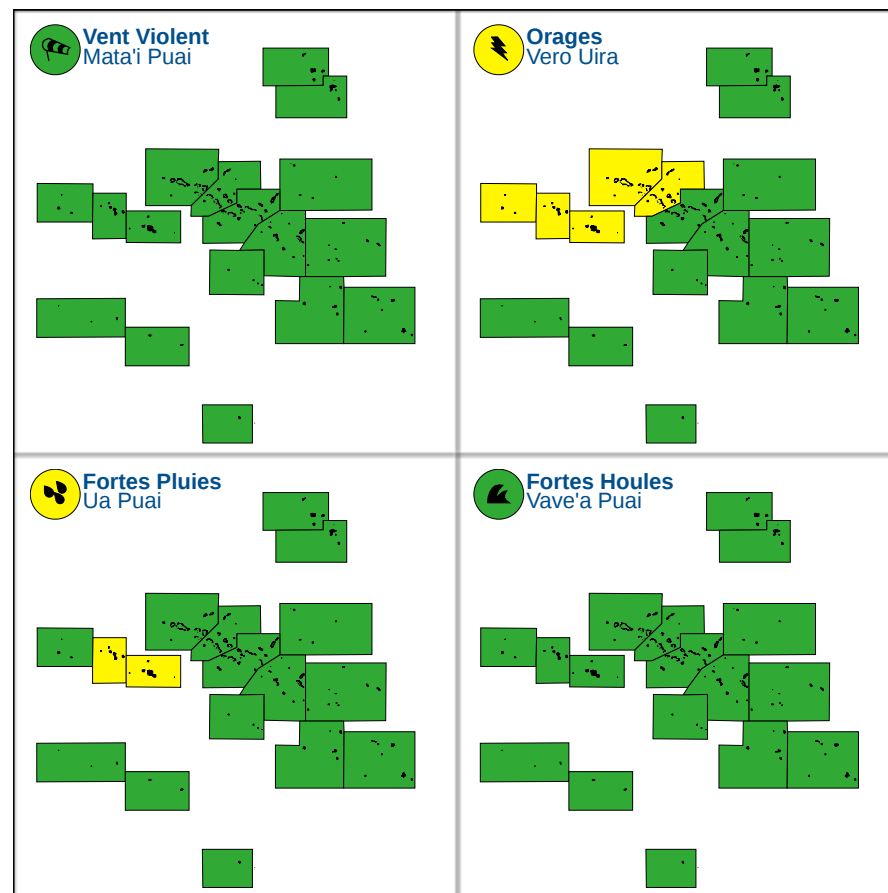 Vent Violent
Mata'i Puai
Orages
Vero Uira
Fortes Pluies
Ua Puai
Fortes Houles
Vave'a Puai